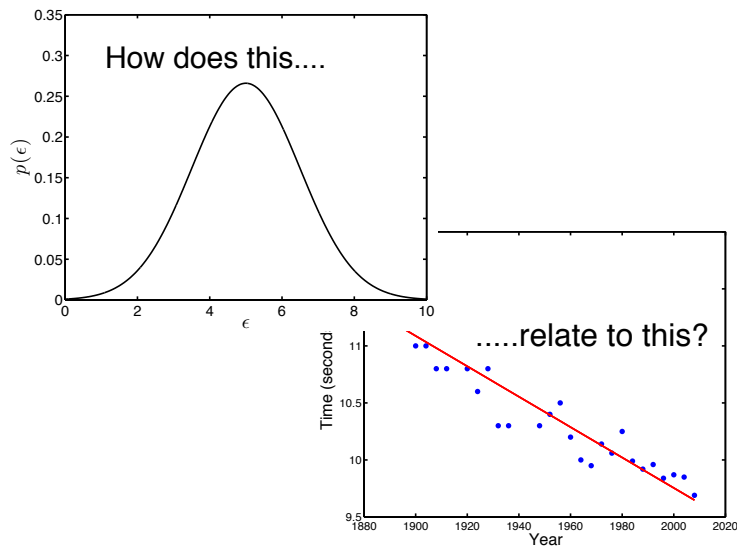 0.35
How does this....
0.3
0.25
0.2
0.15
0.1
0.05
0
p(ϵ)
0 2 4 6 8 10
ϵ
.....relate to this?
11
10.5
10
9.5
Time (second
1880 1900 1920 1940 1960 1980 2000 2020
Year